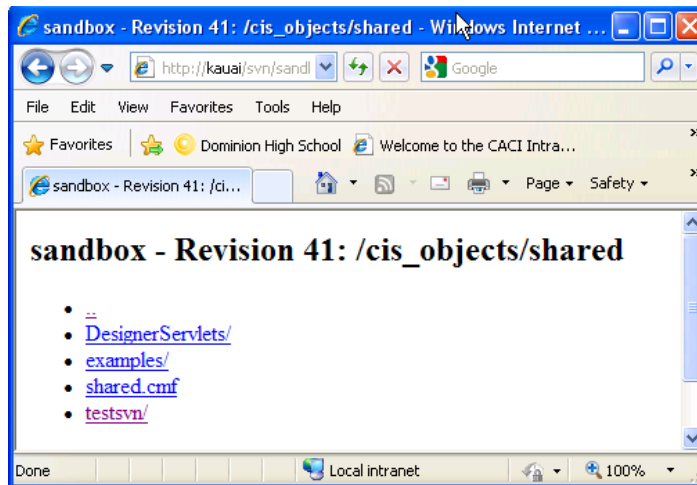 sandbox - Revision 41: /cis_objects/shared - Windows Internet ...
http://kauai/svn/sandl
Google
File Edit View Favorites Tools Help
Favorites Dominion High School Welcome to the CACI Intra...
sandbox - Revision 41: /ci... Page Safety
sandbox - Revision 41: /cis_objects/shared
..
DesignerServlets/
examples/
shared.cmf
testsvn/
Done Local intranet 100%